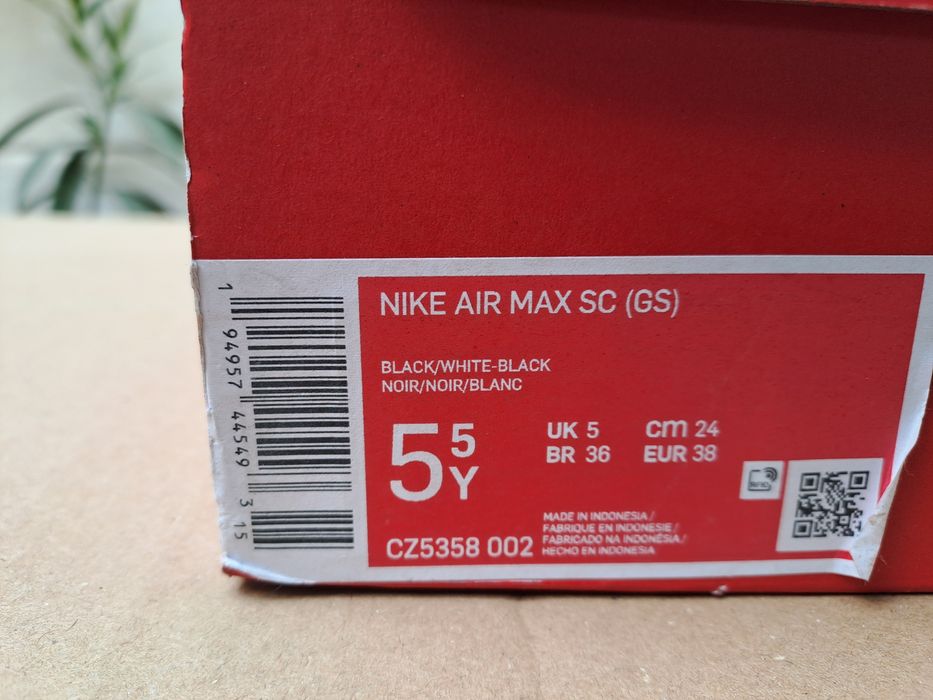 1 94957 44549 3 15
NIKE AIR MAX SC (GS)
BLACK/WHITE-BLACK
NOIR/NOIR/BLANC
5 5 Y
UK 5 cm 24
BR 36 EUR 38
RFID
CZ5358 002
MADE IN INDONESIA /
FABRIQUE EN INDONESIE /
FABRICADO NA INDONÉSIA /
HECHO EN INDONESIA